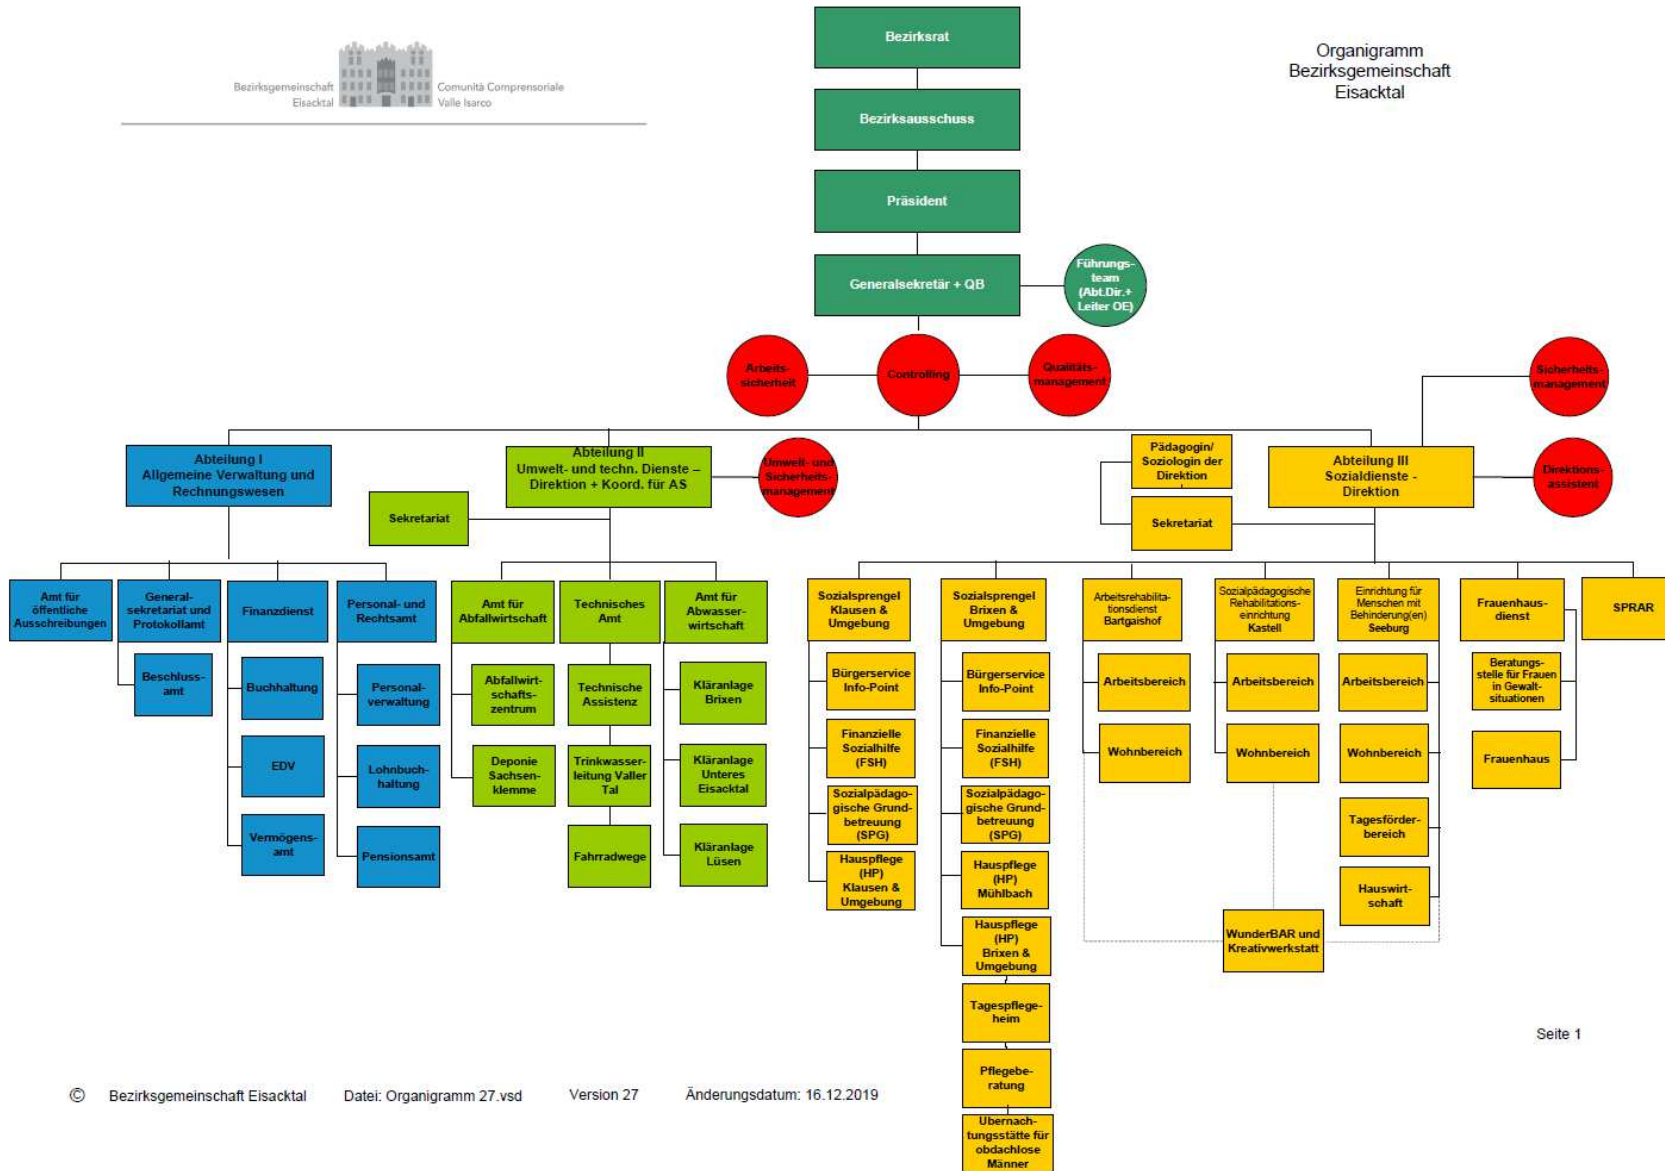 Bezirksgemeinschaft
Eisacktal
Comunità Comprensoriale
Valle Isarco
Organigramm
Bezirksgemeinschaft
Eisacktal
Bezirksrat
Bezirksausschuss
Präsident
Generalsekretär + QB
Führungs-
team
(Abt.Dir.+
Leiter OE)
Arbeits-
sicherheit
Controlling
Qualitäts-
management
Sicherheits-
management
Abteilung I
Allgemeine Verwaltung und
Rechnungswesen
Abteilung II
Umwelt- und techn. Dienste –
Direktion + Koord. für AS
Umwelt- und
Sicherheits-
management
Pädagogin/
Soziologin der
Direktion
Abteilung III
Sozialdienste -
Direktion
Direktions-
assistent
Sekretariat
Sekretariat
Amt für
öffentliche
Ausschreibungen
General-
sekretariat und
Protokollamt
Finanzdienst
Personal- und
Rechtsamt
Amt für
Abfallwirtschaft
Technisches
Amt
Amt für
Abwasser-
wirtschaft
Sozialsprengel
Klausen &
Umgebung
Sozialsprengel
Brixen &
Umgebung
Arbeitsrehabilita-
tionsdienst
Bartgaishof
Sozialpädagogische
Rehabilitations-
einrichtung
Kastell
Einrichtung für
Menschen mit
Behinderung(en)
Seeburg
Frauenhaus-
dienst
SPRAR
Beschluss-
amt
Buchhaltung
Personal-
verwaltung
Abfallwirt-
schafts-
zentrum
Technische
Assistenz
Kläranlage
Brixen
Bürgerservice
Info-Point
Bürgerservice
Info-Point
Arbeitsbereich
Arbeitsbereich
Arbeitsbereich
Beratungs-
stelle für Frauen
in Gewalt-
situationen
EDV
Lohnbuch-
haltung
Deponie
Sachsen-
klemme
Trinkwasser-
leitung Valler
Tal
Kläranlage
Unteres
Eisacktal
Finanzielle
Sozialhilfe
(FSH)
Finanzielle
Sozialhilfe
(FSH)
Wohnbereich
Wohnbereich
Wohnbereich
Frauenhaus
Vermögens-
amt
Pensionsamt
Fahrradwege
Kläranlage
Lüsen
Sozialpädago-
gische Grund-
betreuung
(SPG)
Sozialpädago-
gische Grund-
betreuung
(SPG)
Tagesförder-
bereich
Hauspflege
(HP)
Klausen &
Umgebung
Hauspflege
(HP)
Mühlbach
Hauswirt-
schaft
Hauspflege
(HP)
Brixen &
Umgebung
WunderBAR und
Kreativwerkstatt
Tagespflege-
heim
Pflegebe-
ratung
Übernach-
tungsstätte für
obdachlose
Männer
Seite 1
© Bezirksgemeinschaft Eisacktal Datei: Organigramm 27.vsd Version 27 Änderungsdatum: 16.12.2019